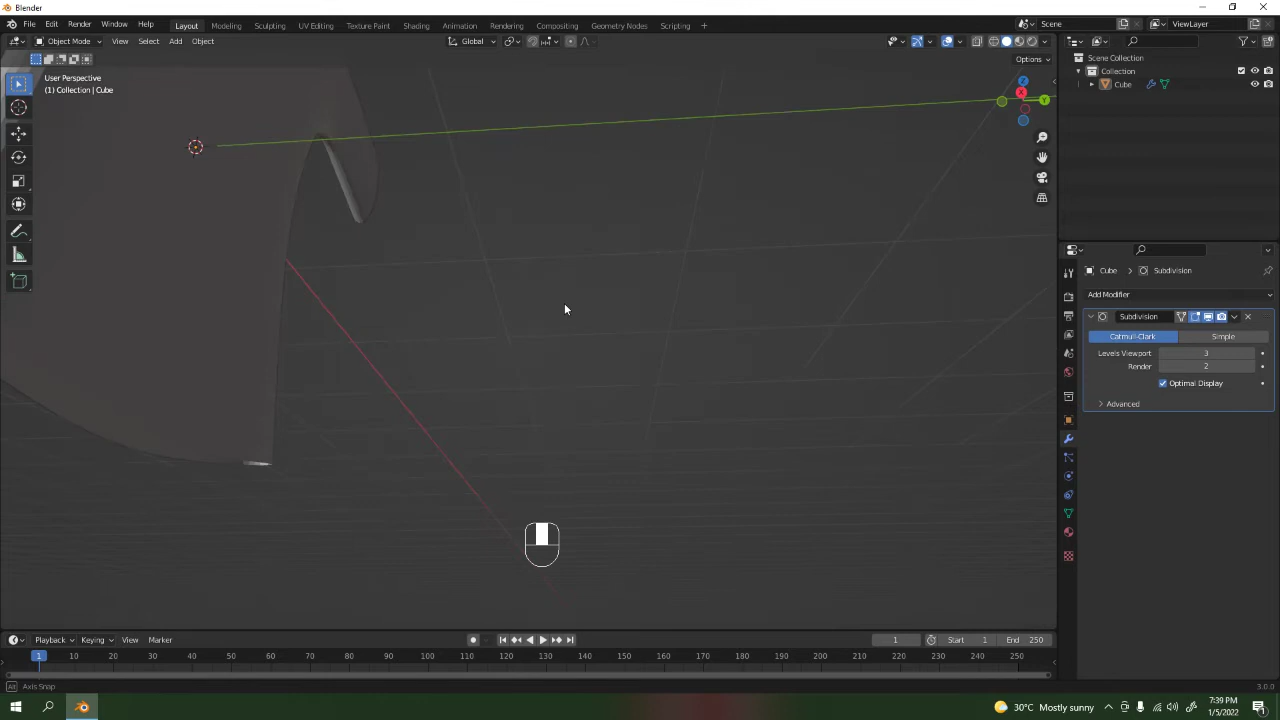 Blender
File Edit Render Window Help
Layout Modeling Sculpting UV Editing Texture Paint Shading Animation Rendering Compositing Geometry Nodes Scripting +
Scene
ViewLayer
Object Mode View Select Add Object
Global
Options
User Perspective
(1) Collection | Cube
Z
X
Y
Scene Collection
Collection
Cube
Cube > Subdivision
Add Modifier
Subdivision
Catmull-Clark Simple
Levels Viewport 3
Render 2
Optimal Display
Advanced
Playback Keying View Marker
1 Start 1 End 250
1 10 20 30 40 50 60 70 80 90 100 110 120 130 140 150 160 170 180 190 200 210 220 230 240 250
Alt Axis Snap
3.0.0
30°C Mostly sunny
7:39 PM
1/5/2022